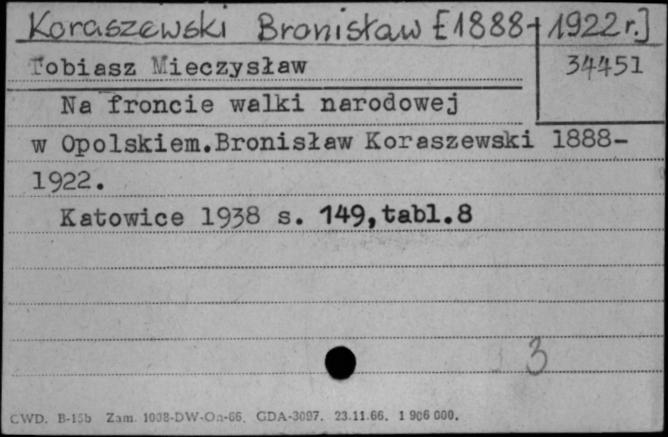 Koraszewski Bronisław [1888-1922r.]
Tobiasz Mieczysław 34451
Na froncie walki narodowej
w Opolskiem.Bronisław Koraszewski 1888-
1922.
Katowice 1938 s. 149,tabl.8
3
CWD. B-15b Zam. 1008-DW-Oa-66. GDA-3097. 23.11.66. 1 906 000.